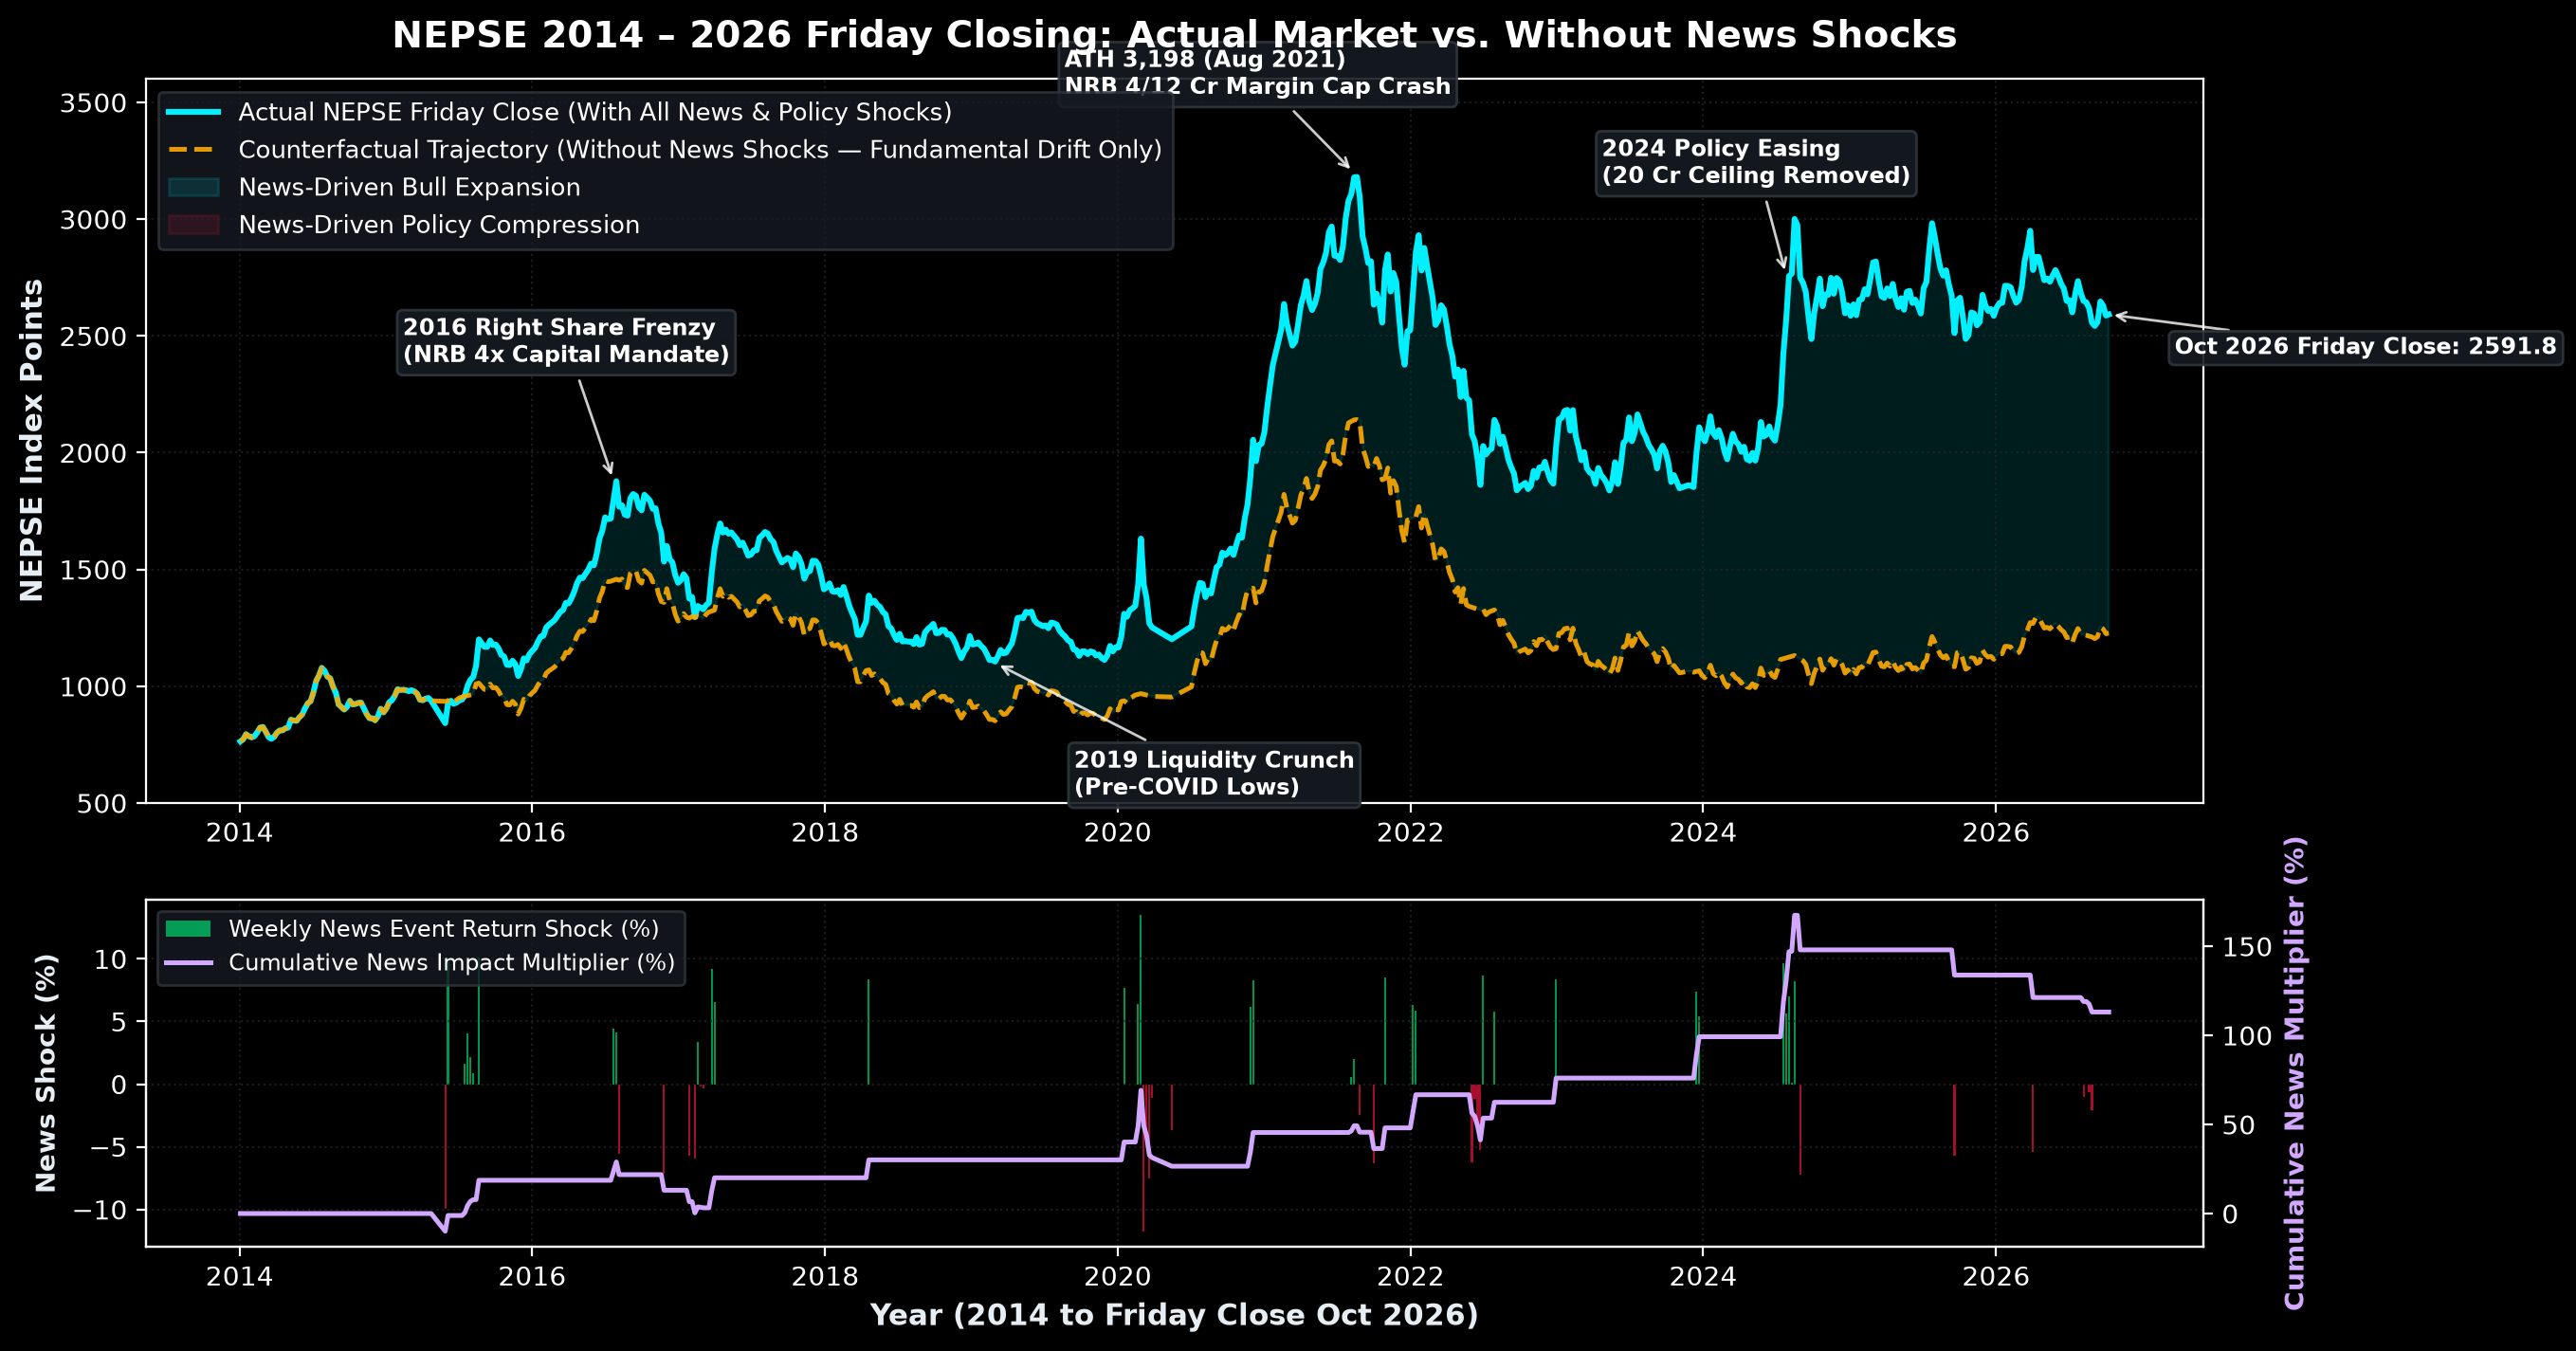 NEPSE 2014 – 2026 Friday Closing: Actual Market vs. Without News Shocks
ATH 3,198 (Aug 2021)
NRB 4/12 Cr Margin Cap Crash
Actual NEPSE Friday Close (With All News & Policy Shocks)
Counterfactual Trajectory (Without News Shocks — Fundamental Drift Only)
News-Driven Bull Expansion
News-Driven Policy Compression
2024 Policy Easing
(20 Cr Ceiling Removed)
2016 Right Share Frenzy
(NRB 4x Capital Mandate)
Oct 2026 Friday Close: 2591.8
2019 Liquidity Crunch
(Pre-COVID Lows)
NEPSE Index Points
3500
3000
2500
2000
1500
1000
500
2014
2016
2018
2020
2022
2024
2026
Weekly News Event Return Shock (%)
Cumulative News Impact Multiplier (%)
News Shock (%)
10
5
0
−5
−10
150
100
50
0
Cumulative News Multiplier (%)
2014
2016
2018
2020
2022
2024
2026
Year (2014 to Friday Close Oct 2026)